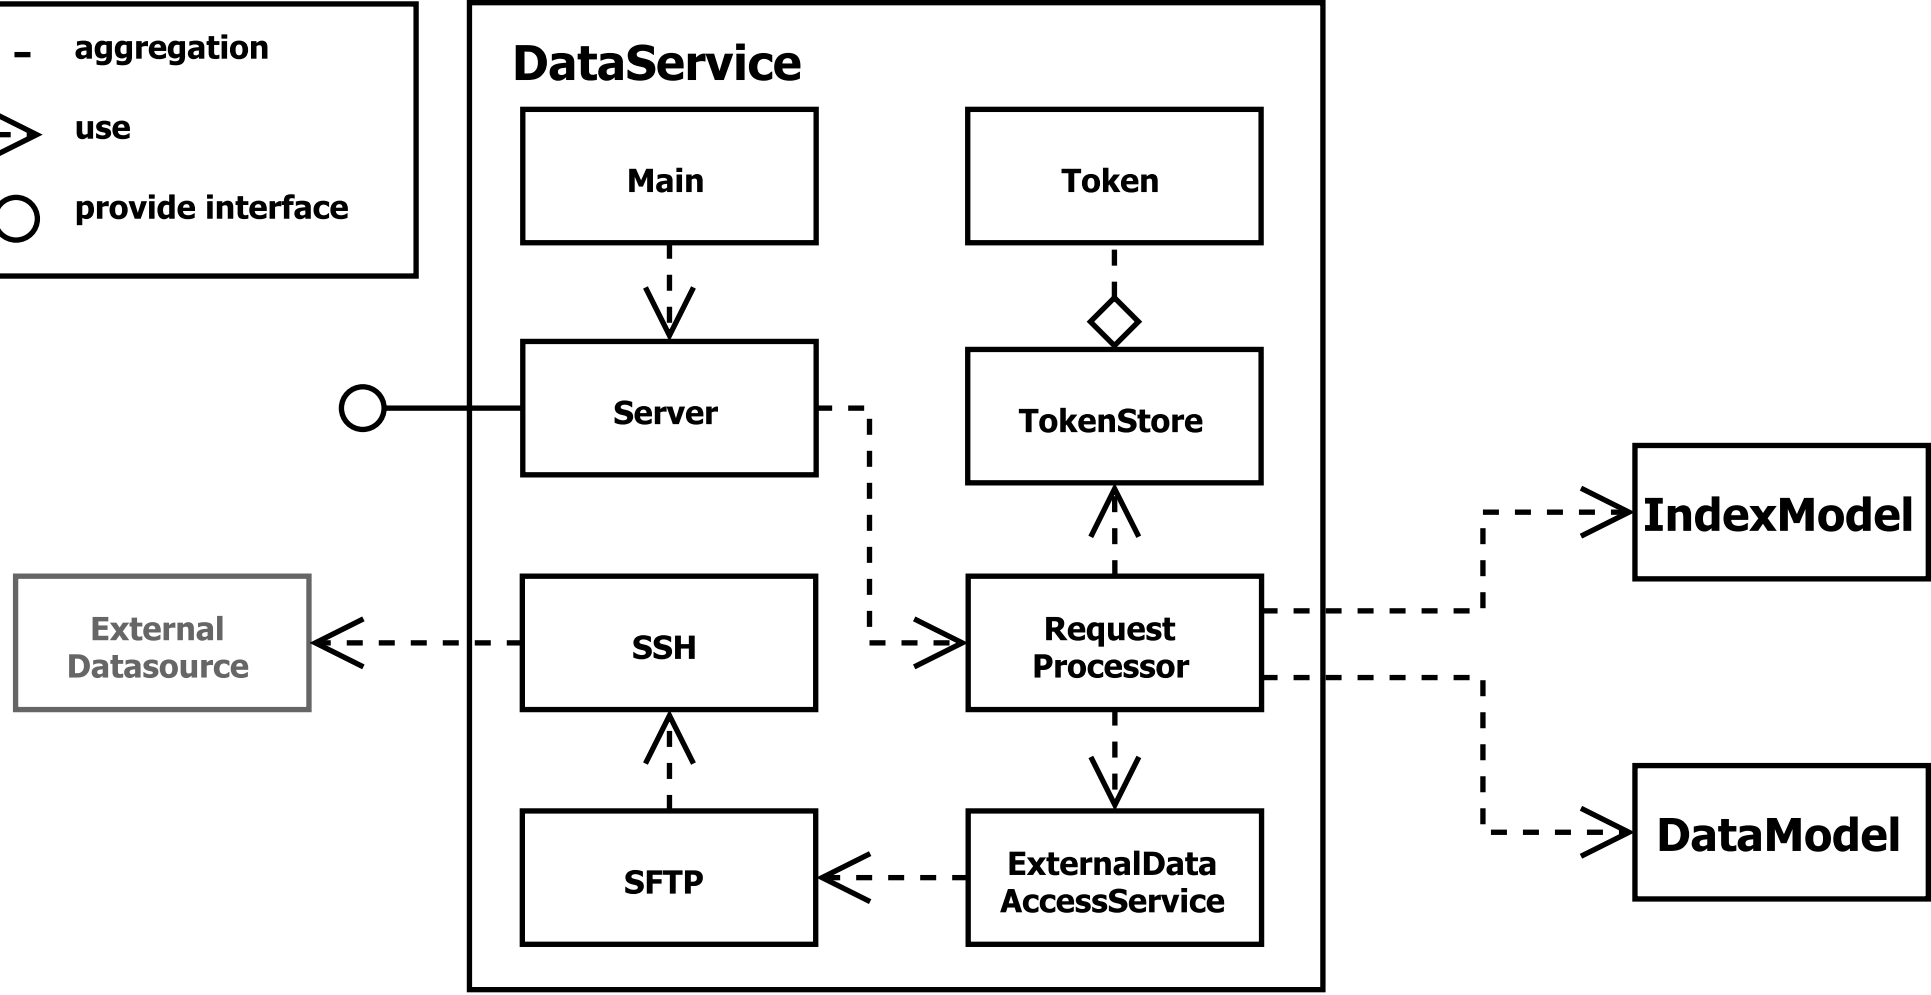 aggregation
use
provide interface
DataService
Main
Token
Server
TokenStore
IndexModel
External
Datasource
SSH
Request
Processor
DataModel
SFTP
ExternalData
AccessService